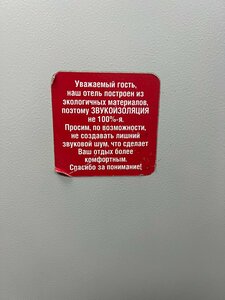 Уважаемый гость,
наш отель построен из
экологичных материалов,
поэтому ЗВУКОИЗОЛЯЦИЯ
не 100%-я.
Просим, по возможности,
не создавать лишний
звуковой шум, что сделает
Ваш отдых более
комфортным.
Спасибо за понимание!